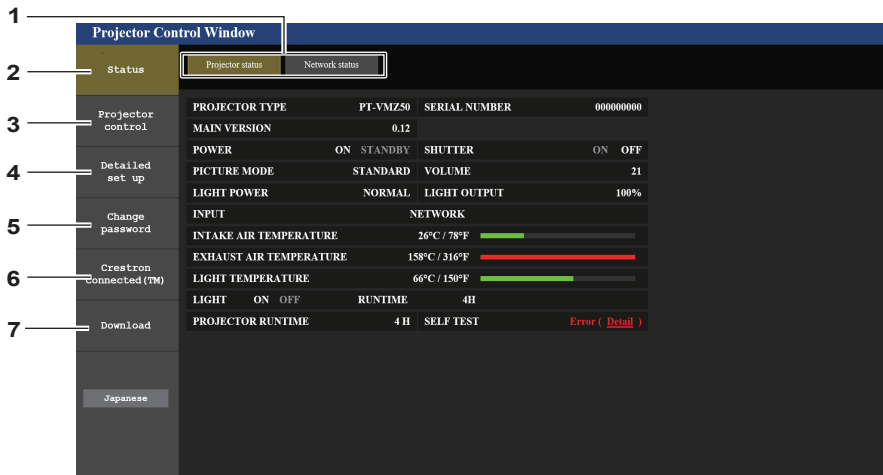 1
Projector Control Window
2
Status
Projector status Network status
3
Projector
control
4
Detailed
set up
5
Change
password
6
Crestron
Connected(TM)
7
Download
Japanese
PROJECTOR TYPE PT-VMZ50 SERIAL NUMBER 000000000
MAIN VERSION 0.12
POWER ON STANDBY SHUTTER ON OFF
PICTURE MODE STANDARD VOLUME 21
LIGHT POWER NORMAL LIGHT OUTPUT 100%
INPUT NETWORK
INTAKE AIR TEMPERATURE 26°C / 78°F
EXHAUST AIR TEMPERATURE 158°C / 316°F
LIGHT TEMPERATURE 66°C / 150°F
LIGHT ON OFF RUNTIME 4H
PROJECTOR RUNTIME 4 H SELF TEST Error ( Detail )